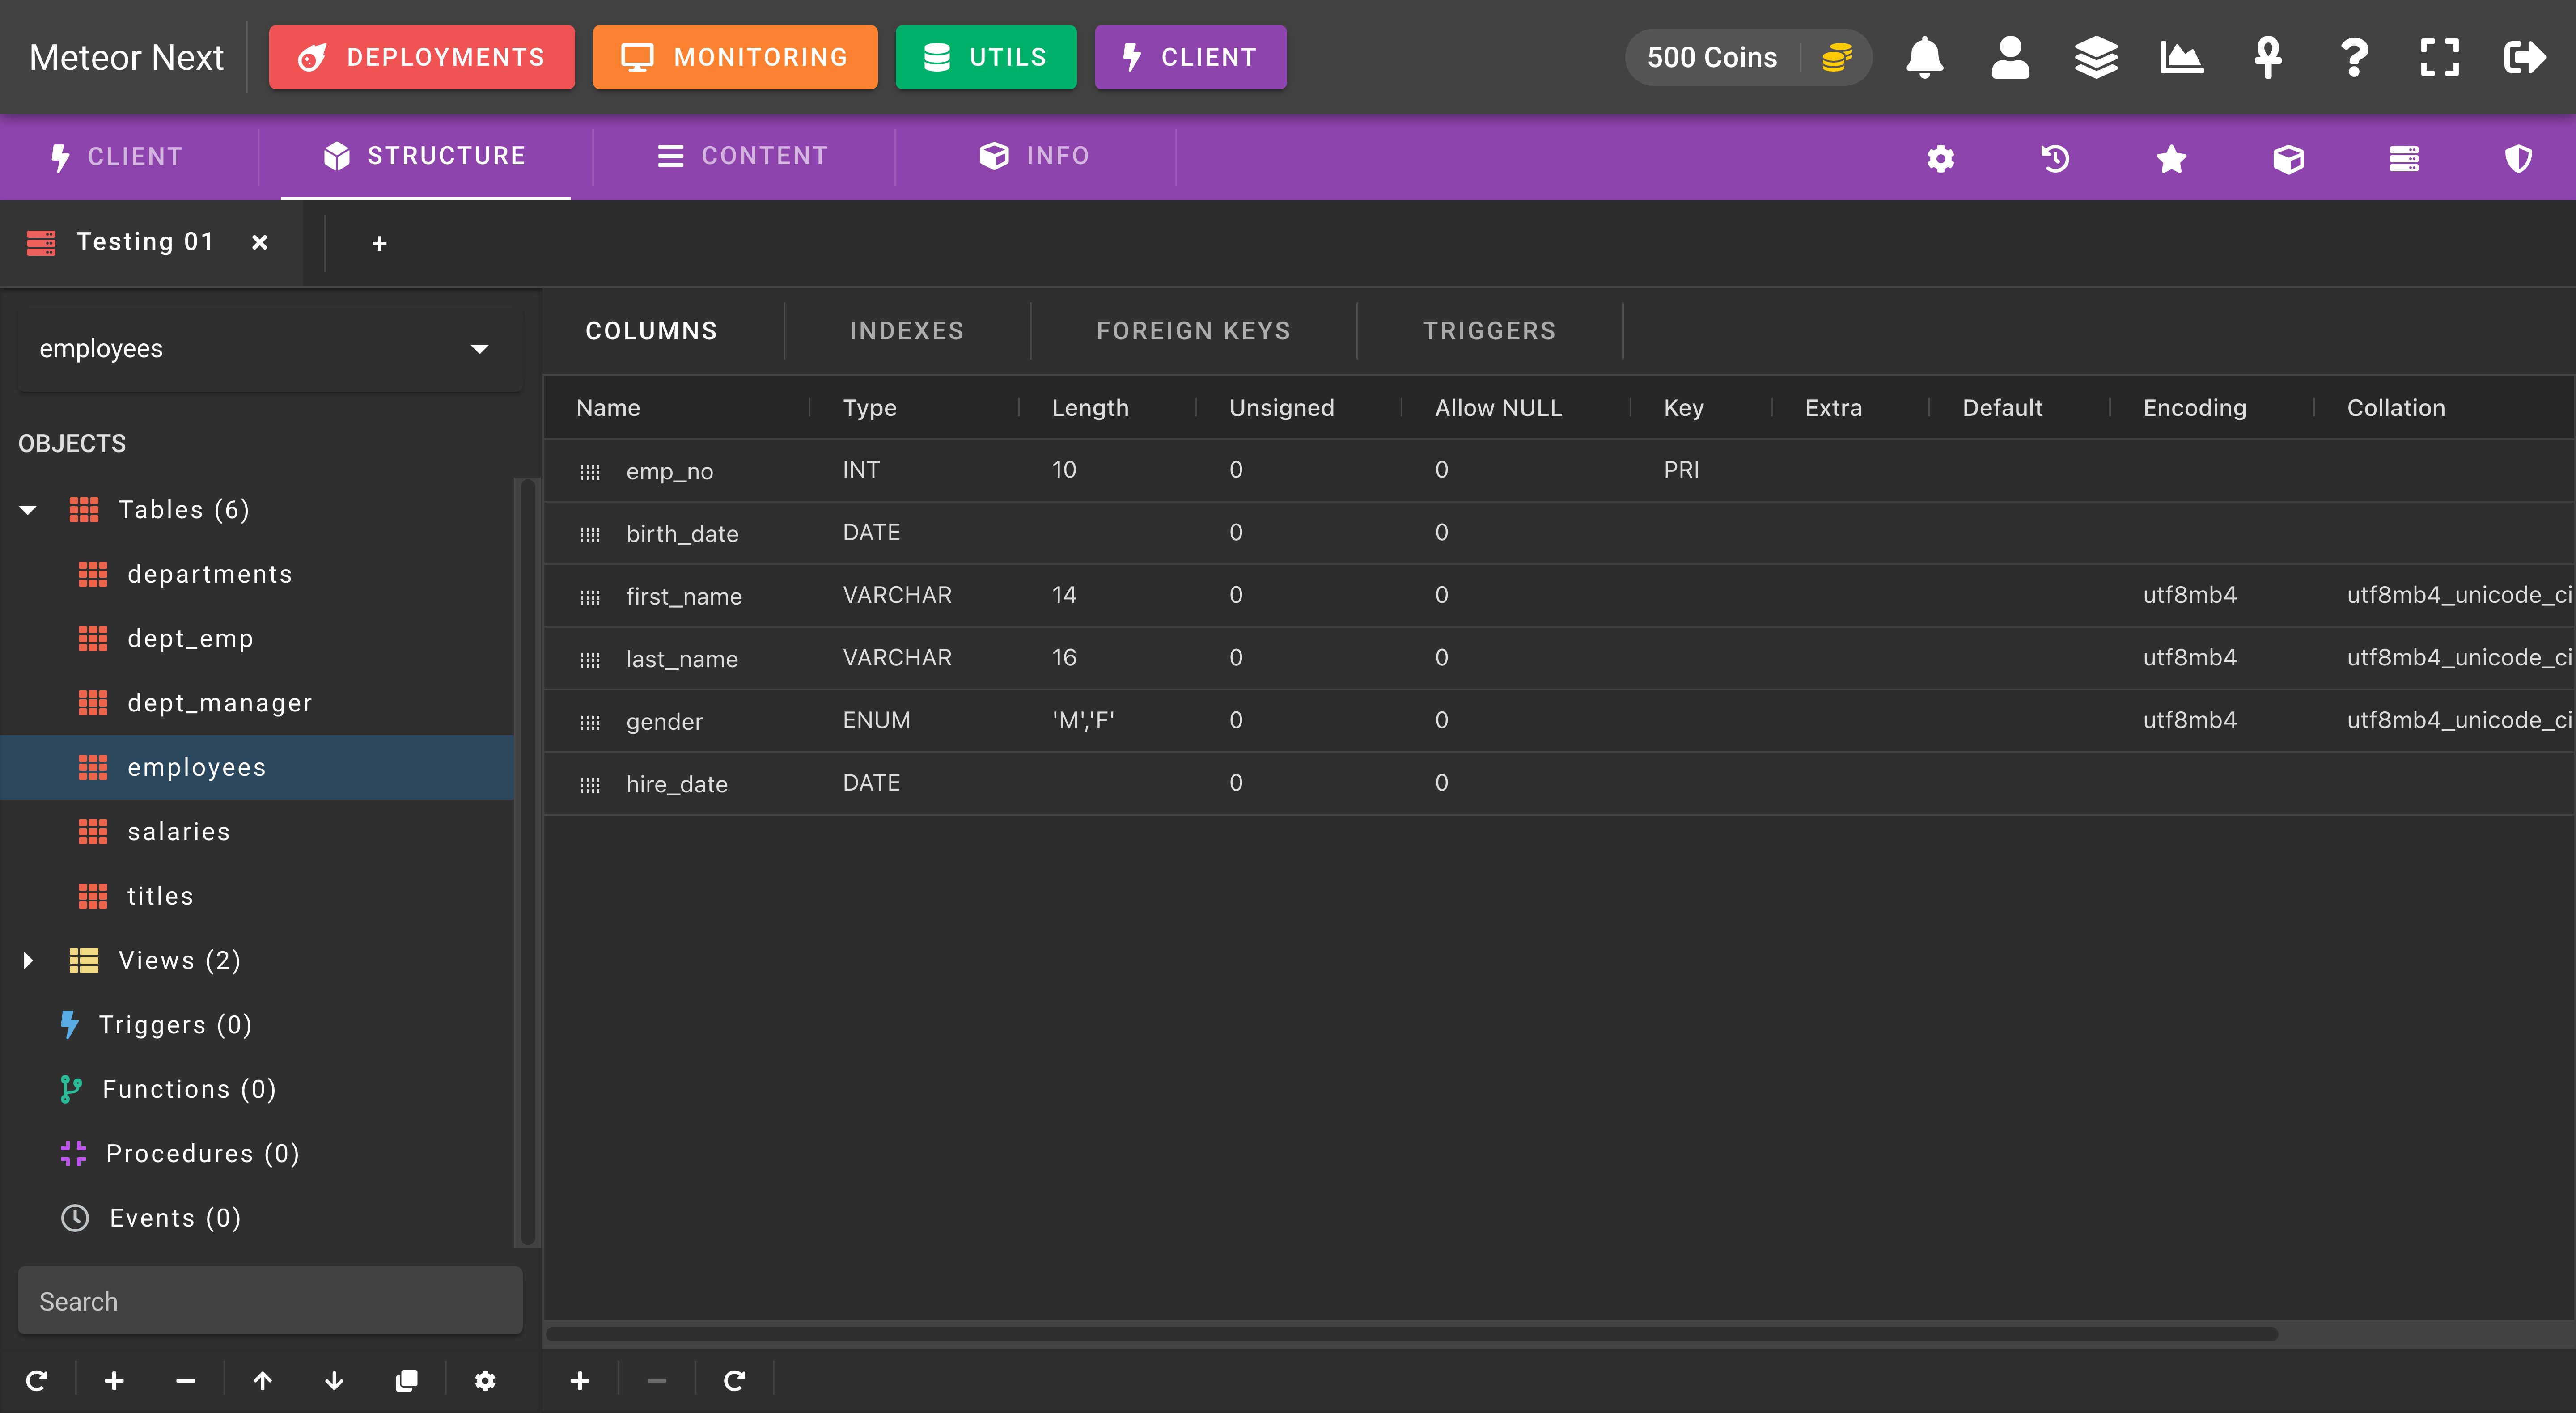 Meteor Next DEPLOYMENTS MONITORING UTILS CLIENT 500 Coins
CLIENT STRUCTURE CONTENT INFO
Testing 01
employees
OBJECTS
Tables (6)
departments
dept_emp
dept_manager
employees
salaries
titles
Views (2)
Triggers (0)
Functions (0)
Procedures (0)
Events (0)
Search
COLUMNS INDEXES FOREIGN KEYS TRIGGERS
Name Type Length Unsigned Allow NULL Key Extra Default Encoding Collation
emp_no INT 10 0 0 PRI
birth_date DATE 0 0
first_name VARCHAR 14 0 0 utf8mb4 utf8mb4_unicode_ci
last_name VARCHAR 16 0 0 utf8mb4 utf8mb4_unicode_ci
gender ENUM 'M','F' 0 0 utf8mb4 utf8mb4_unicode_ci
hire_date DATE 0 0